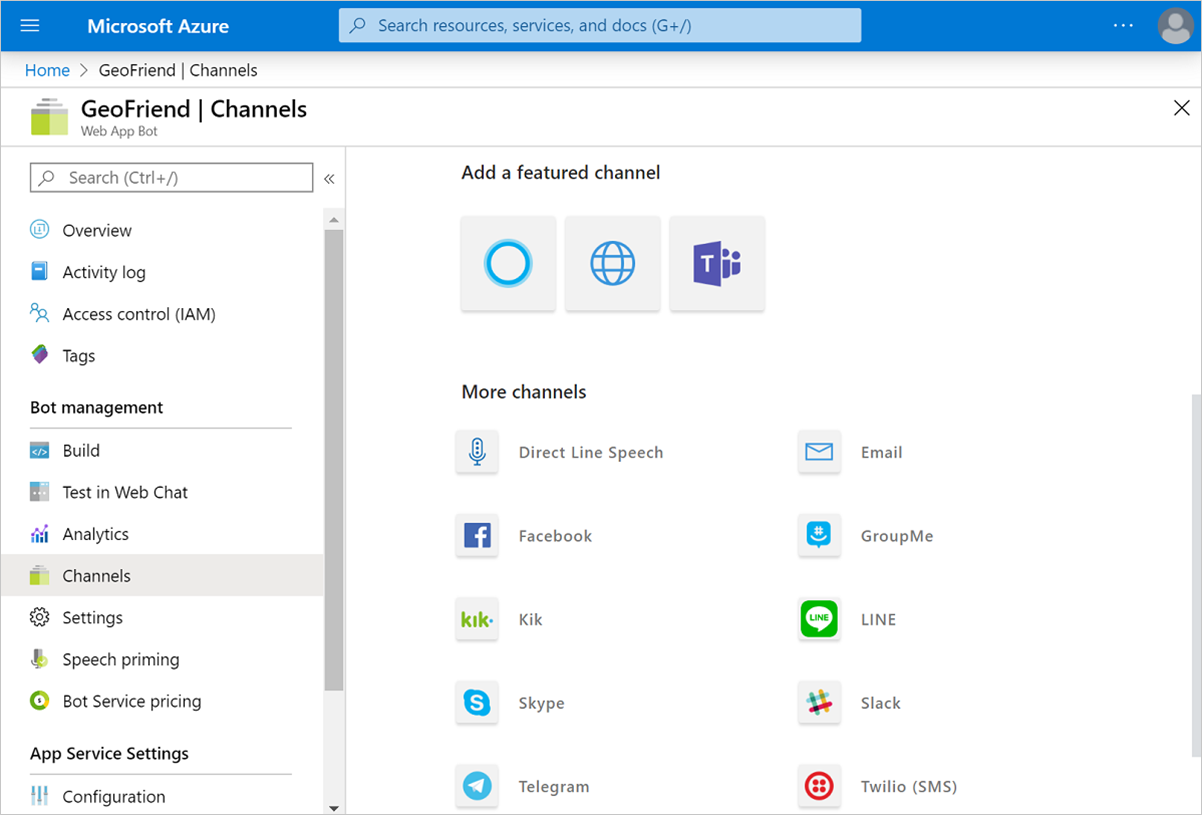 Microsoft Azure
Search resources, services, and docs (G+/)
...
Home > GeoFriend | Channels
GeoFriend | Channels
Web App Bot
Search (Ctrl+/)
«
Overview
Activity log
Access control (IAM)
Tags
Bot management
Build
Test in Web Chat
Analytics
Channels
Settings
Speech priming
Bot Service pricing
App Service Settings
Configuration
Add a featured channel
T
More channels
Direct Line Speech
Email
f Facebook
# GroupMe
kik. Kik
LINE LINE
S Skype
Slack
Telegram
Twilio (SMS)